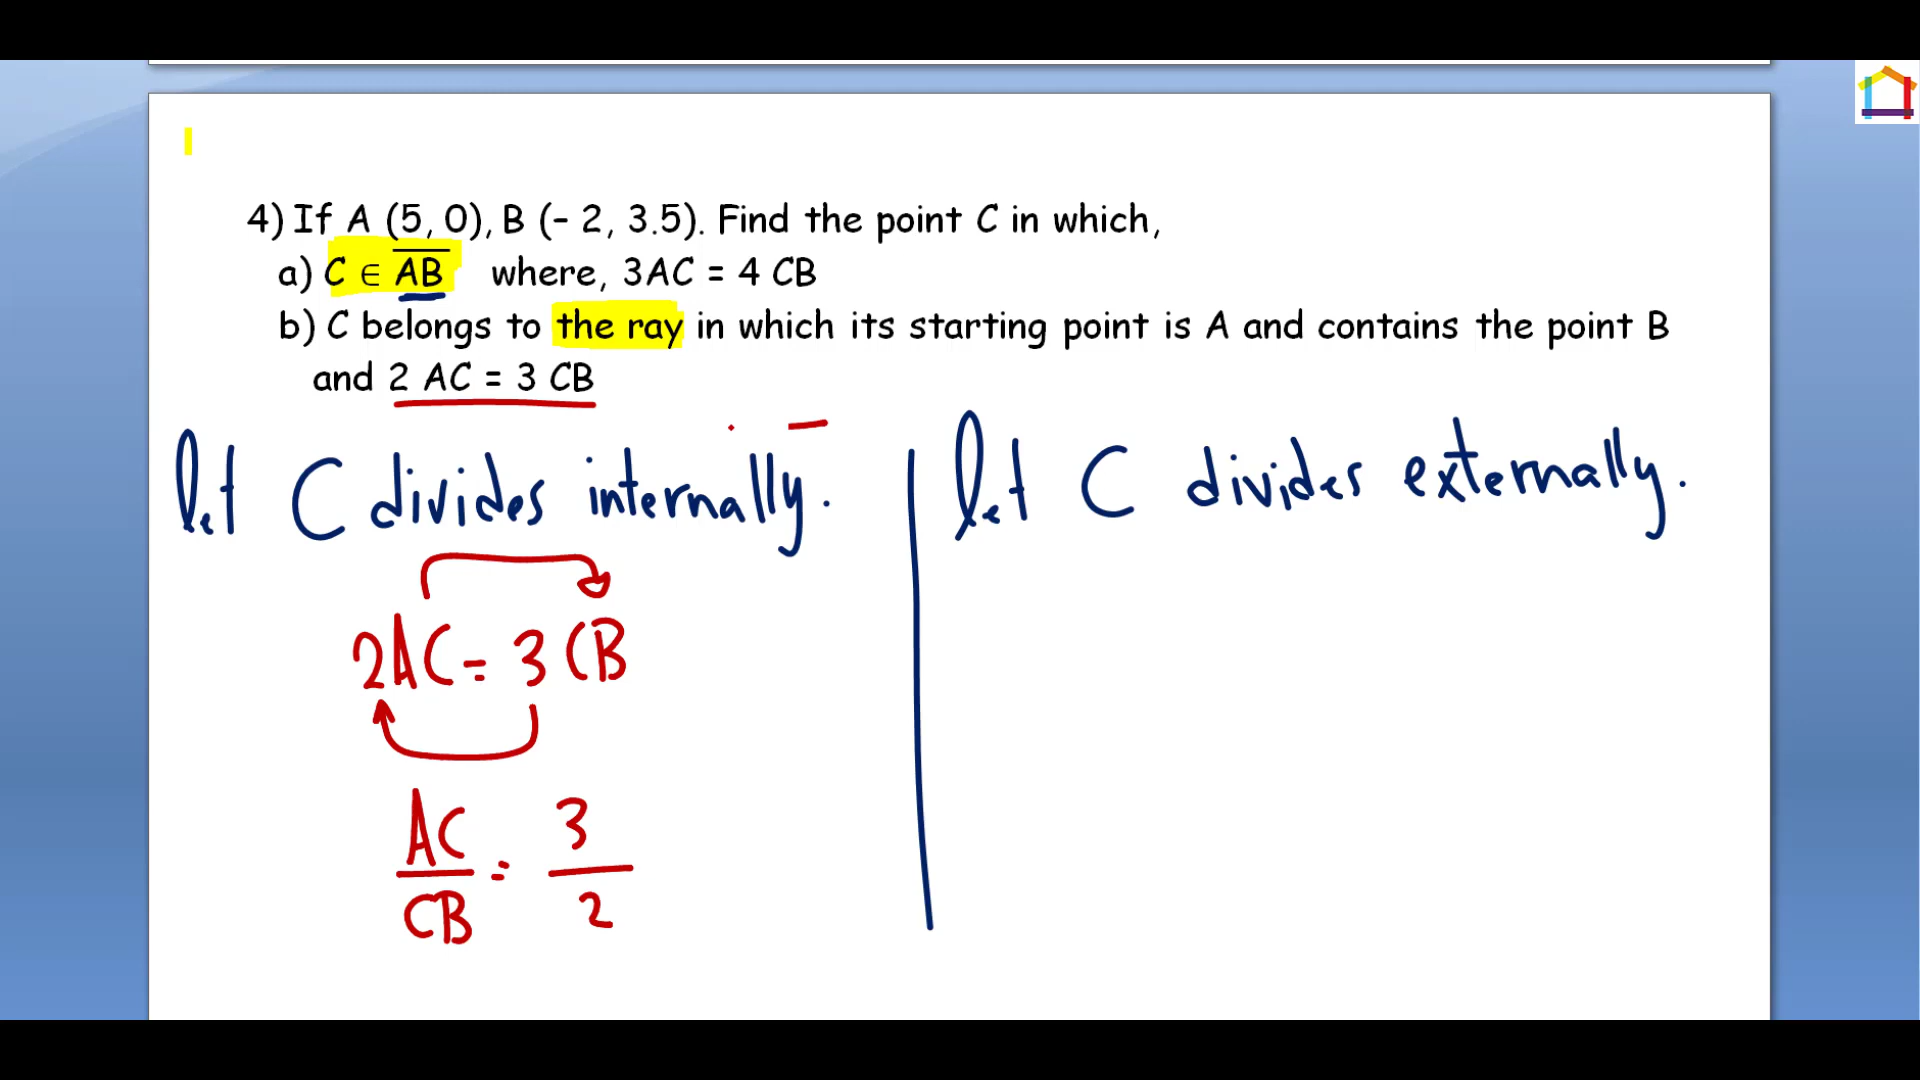 4) If A (5, 0), B (- 2, 3.5). Find the point C in which,
a) C ∈ A̅B̅ where, 3AC = 4 CB
b) C belongs to the ray in which its starting point is A and contains the point B
and 2 AC = 3 CB
let C divides internally.
2AC = 3 CB
AC/CB = 3/2
let C divides externally.